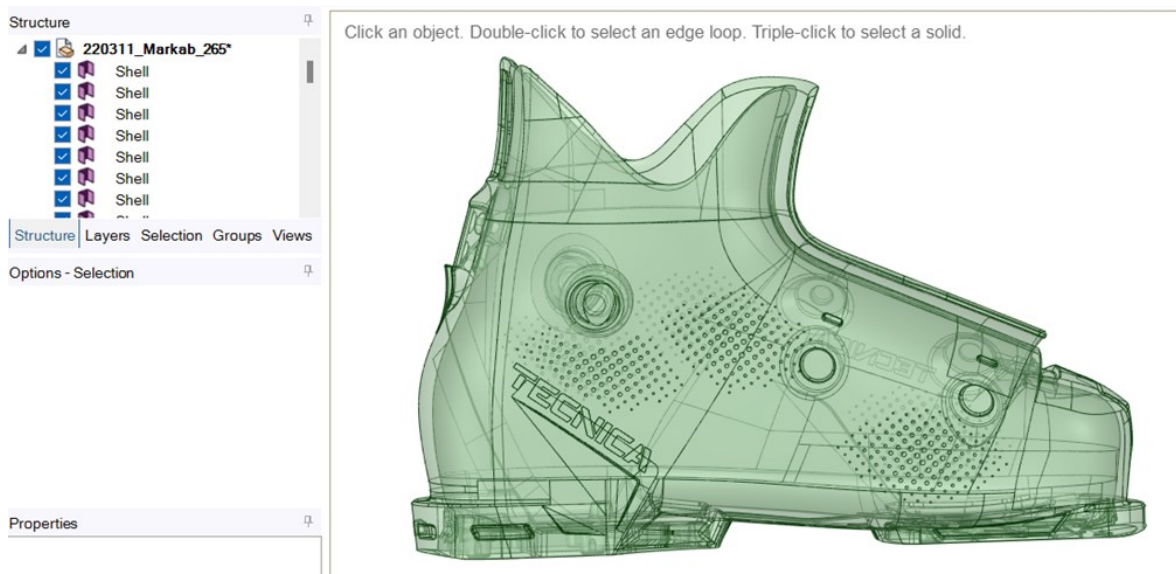 Structure
220311_Markab_265*
Shell
Shell
Shell
Shell
Shell
Shell
Shell
Structure Layers Selection Groups Views
Options - Selection
Properties
Click an object. Double-click to select an edge loop. Triple-click to select a solid.
TECNICA